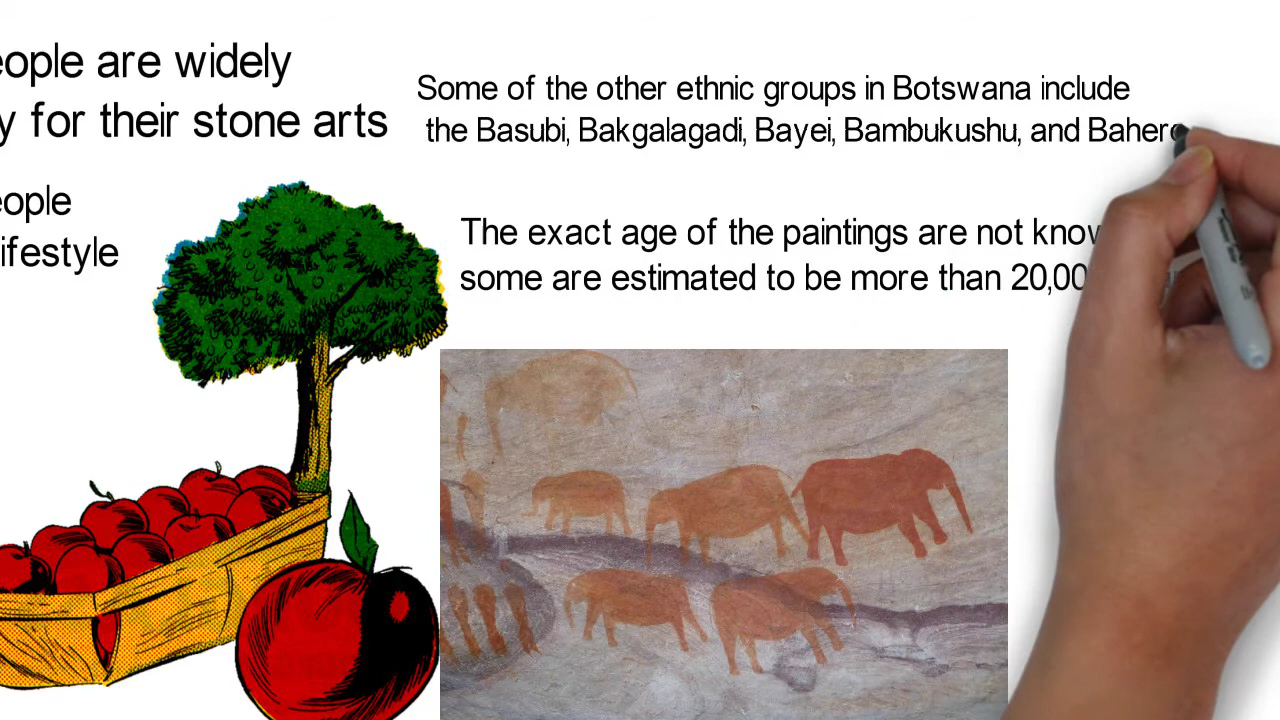 eople are widely
y for their stone arts
eople
ifestyle
Some of the other ethnic groups in Botswana include
the Basubi, Bakgalagadi, Bayei, Bambukushu, and Bahero
The exact age of the paintings are not know
some are estimated to be more than 20,00